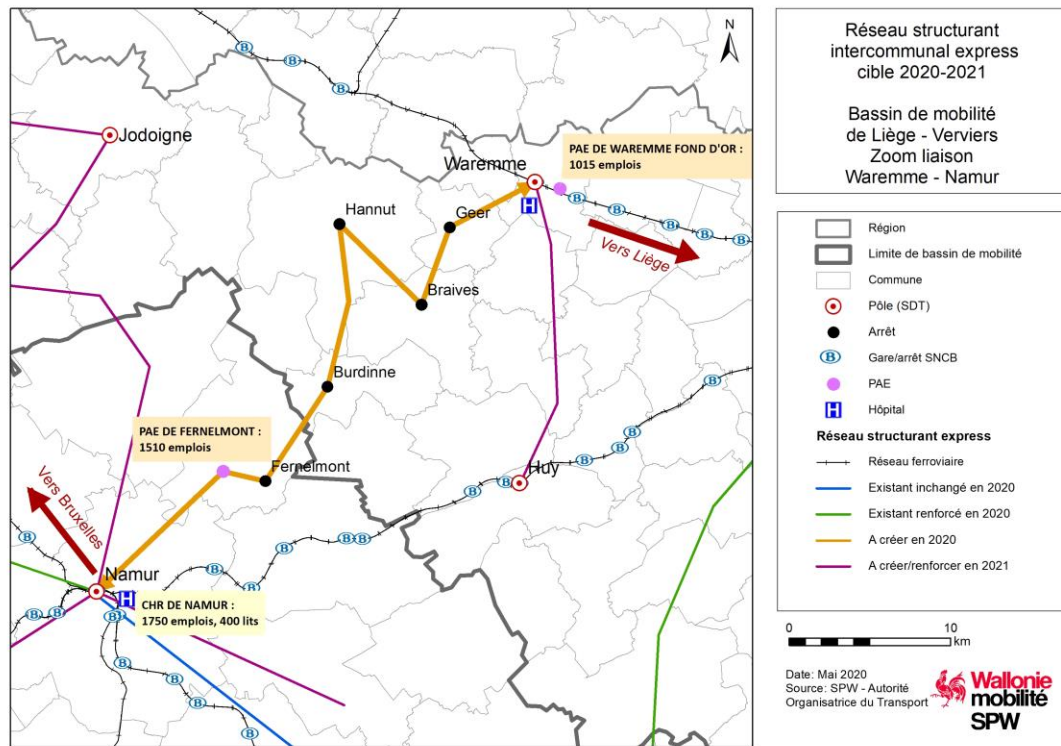 N
Jodoigne
Waremme
PAE DE WAREMME FOND D'OR :
1015 emplois
Hannut
Geer
Vers Liège
Braives
Burdinne
PAE DE FERNELMONT :
1510 emplois
Fernelmont
Huy
Vers Bruxelles
Namur
CHR DE NAMUR :
1750 emplois, 400 lits
Réseau structurant
intercommunal express
cible 2020-2021
Bassin de mobilité
de Liège - Verviers
Zoom liaison
Waremme - Namur
Région
Limite de bassin de mobilité
Commune
Pôle (SDT)
Arrêt
B Gare/arrêt SNCB
PAE
H Hôpital
Réseau structurant express
Réseau ferroviaire
Existant inchangé en 2020
Existant renforcé en 2020
A créer en 2020
A créer/renforcer en 2021
0 10
km
Date: Mai 2020
Source: SPW - Autorité
Organisatrice du Transport
Wallonie
mobilité
SPW